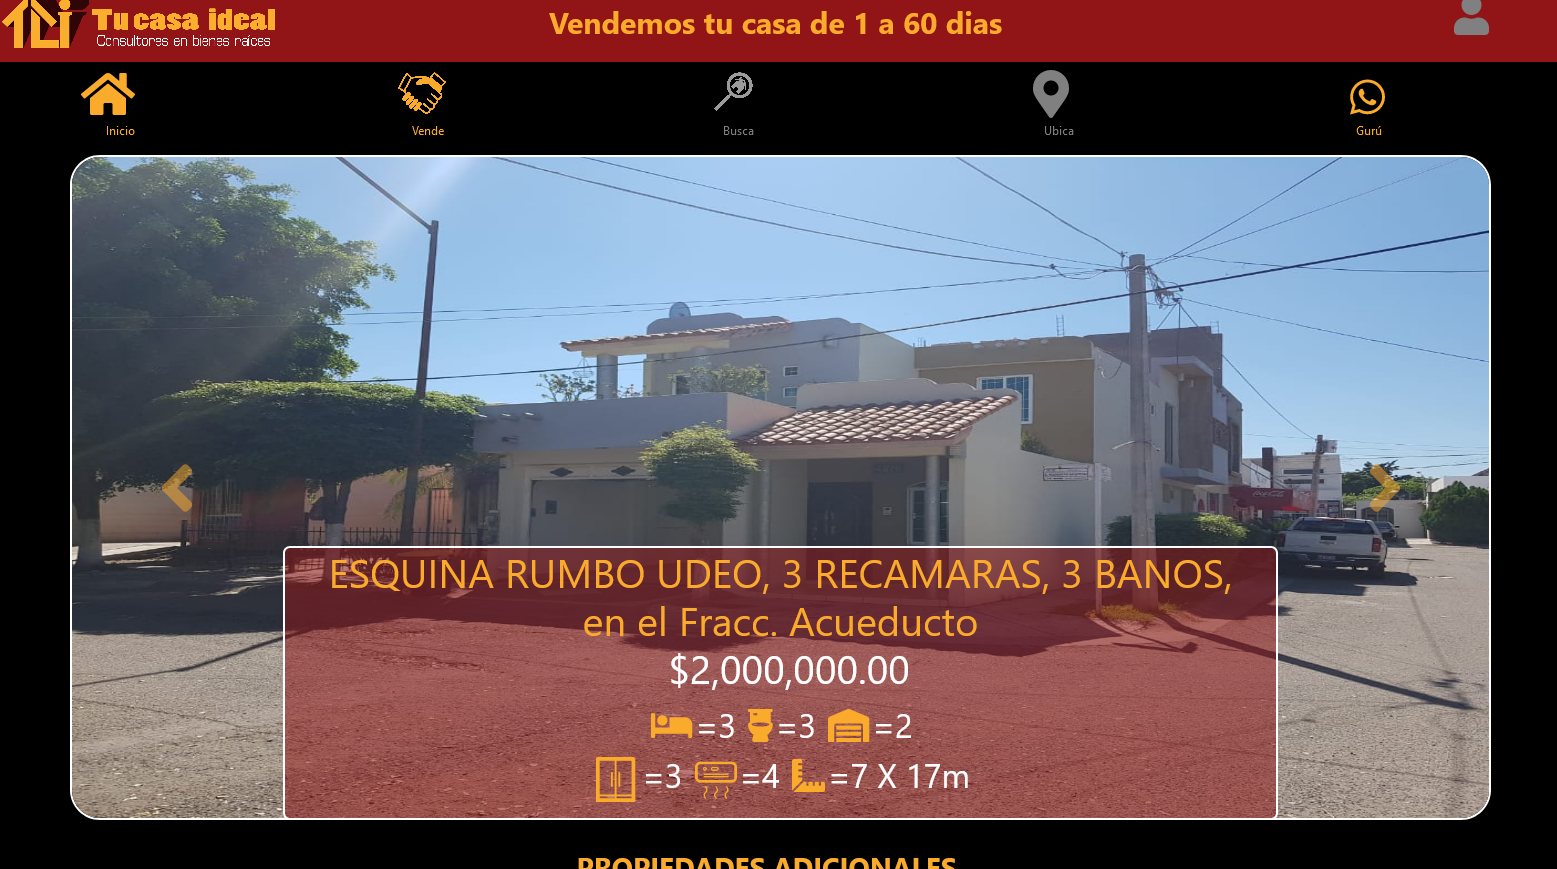 Tu casa ideal
Consultores en bienes raíces
Vendemos tu casa de 1 a 60 dias
Inicio
Vende
Busca
Ubica
Gurú
ESQUINA RUMBO UDEO, 3 RECAMARAS, 3 BANOS,
en el Fracc. Acueducto
$2,000,000.00
=3 =3 =2
=3 =4 =7 X 17m
PROPIEDADES ADICIONALES